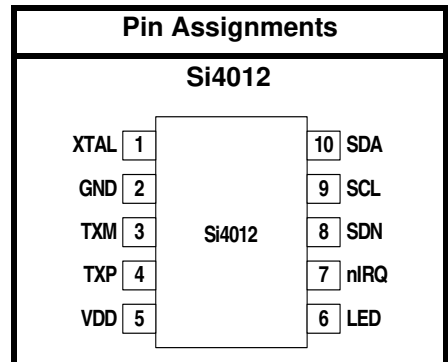 Pin Assignments
Si4012
XTAL 1 10 SDA
GND 2 9 SCL
TXM 3 Si4012 8 SDN
TXP 4 7 nIRQ
VDD 5 6 LED